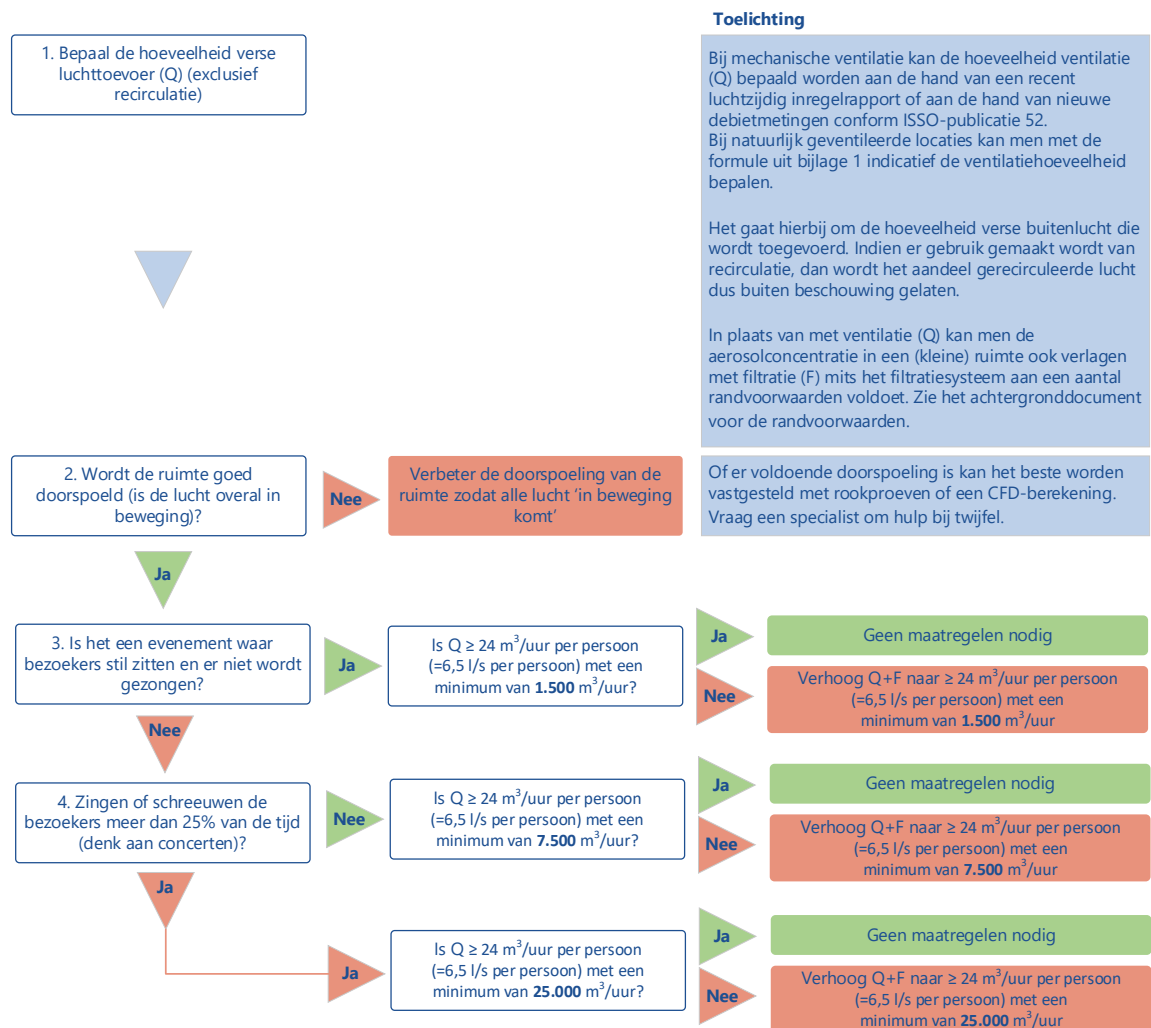 Toelichting
1. Bepaal de hoeveelheid verse
luchttoevoer (Q) (exclusief
recirculatie)
Bij mechanische ventilatie kan de hoeveelheid ventilatie
(Q) bepaald worden aan de hand van een recent
luchtzijdig inregelrapport of aan de hand van nieuwe
debietmetingen conform ISSO-publicatie 52.
Bij natuurlijk geventileerde locaties kan men met de
formule uit bijlage 1 indicatief de ventilatiehoeveelheid
bepalen.
Het gaat hierbij om de hoeveelheid verse buitenlucht die
wordt toegevoerd. Indien er gebruik gemaakt wordt van
recirculatie, dan wordt het aandeel gerecirculeerde lucht
dus buiten beschouwing gelaten.
In plaats van met ventilatie (Q) kan men de
aerosolconcentratie in een (kleine) ruimte ook verlagen
met filtratie (F) mits het filtratiesysteem aan een aantal
randvoorwaarden voldoet. Zie het achtergronddocument
voor de randvoorwaarden.
2. Wordt de ruimte goed
doorspoeld (is de lucht overal in
beweging)?
Nee
Verbeter de doorspoeling van de
ruimte zodat alle lucht ‘in beweging
komt’
Of er voldoende doorspoeling is kan het beste worden
vastgesteld met rookproeven of een CFD-berekening.
Vraag een specialist om hulp bij twijfel.
Ja
3. Is het een evenement waar
bezoekers stil zitten en er niet wordt
gezongen?
Ja
Is Q ≥ 24 m³/uur per persoon
(=6,5 l/s per persoon) met een
minimum van 1.500 m³/uur?
Ja
Geen maatregelen nodig
Nee
Verhoog Q+F naar ≥ 24 m³/uur per persoon
(=6,5 l/s per persoon) met een
minimum van 1.500 m³/uur
Nee
4. Zingen of schreeuwen de
bezoekers meer dan 25% van de tijd
(denk aan concerten)?
Nee
Is Q ≥ 24 m³/uur per persoon
(=6,5 l/s per persoon) met een
minimum van 7.500 m³/uur?
Ja
Geen maatregelen nodig
Nee
Verhoog Q+F naar ≥ 24 m³/uur per persoon
(=6,5 l/s per persoon) met een
minimum van 7.500 m³/uur
Ja
Ja
Is Q ≥ 24 m³/uur per persoon
(=6,5 l/s per persoon) met een
minimum van 25.000 m³/uur?
Ja
Geen maatregelen nodig
Nee
Verhoog Q+F naar ≥ 24 m³/uur per persoon
(=6,5 l/s per persoon) met een
minimum van 25.000 m³/uur